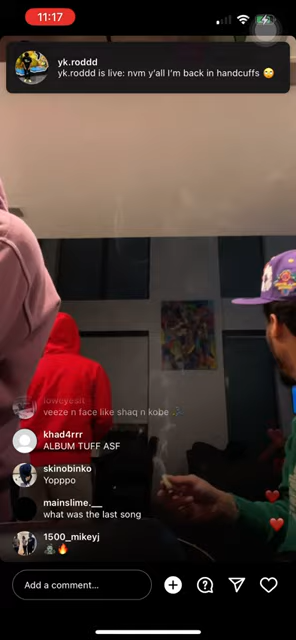 11:17
yk.roddd
yk.roddd is live: nvm y'all I'm back in handcuffs 🙄
loweyeslt
veeze n face like shaq n kobe
khad4rrr
ALBUM TUFF ASF
skinobinko
Yopppo
mainslime.__
what was the last song
1500_mikeyj
🔥
Add a comment...